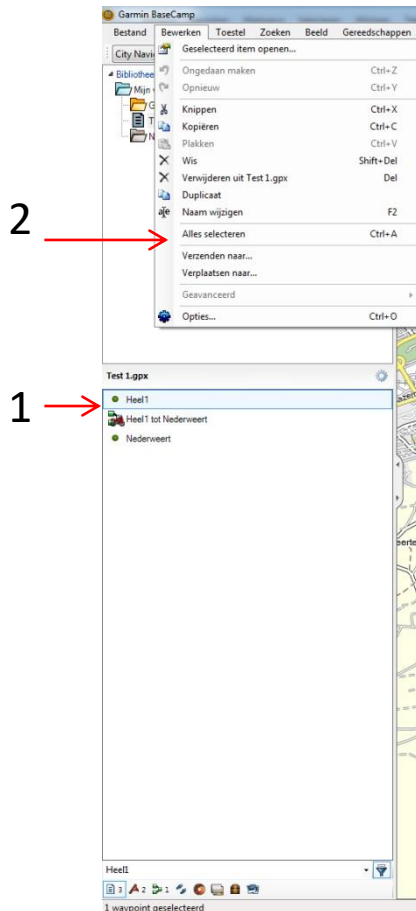 Garmin BaseCamp
Bestand Bewerken Toestel Zoeken Beeld Gereedschappen
City Navi
Geselecteerd item openen...
Bibliothee
Ongedaan maken Ctrl+Z
Mijn
Opnieuw Ctrl+Y
G
Knippen Ctrl+X
T
Kopiëren Ctrl+C
N
Plakken Ctrl+V
Wis Shift+Del
Verwijderen uit Test 1.gpx Del
Duplicaat
Naam wijzigen F2
2
Alles selecteren Ctrl+A
Verzenden naar...
Verplaatsen naar...
Geavanceerd
Opties... Ctrl+O
Test 1.gpx
1
Heel1
Heel1 tot Nederweert
Nederweert
eerte
Heel1
3 2 1
1 waypoint geselecteerd